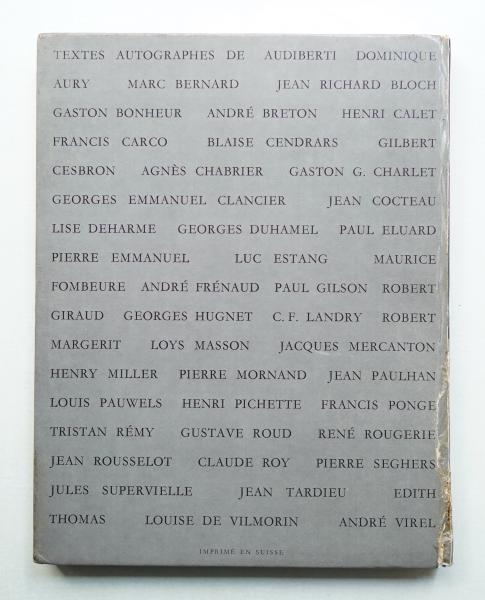 TEXTES AUTOGRAPHES DE AUDIBERTI DOMINIQUE
AURY MARC BERNARD JEAN RICHARD BLOCH
GASTON BONHEUR ANDRÉ BRETON HENRI CALET
FRANCIS CARCO BLAISE CENDRARS GILBERT
CESBRON AGNÈS CHABRIER GASTON G. CHARLET
GEORGES EMMANUEL CLANCIER JEAN COCTEAU
LISE DEHARME GEORGES DUHAMEL PAUL ELUARD
PIERRE EMMANUEL LUC ESTANG MAURICE
FOMBEURE ANDRÉ FRÉNAUD PAUL GILSON ROBERT
GIRAUD GEORGES HUGNET C. F. LANDRY ROBERT
MARGERIT LOYS MASSON JACQUES MERCANTON
HENRY MILLER PIERRE MORNAND JEAN PAULHAN
LOUIS PAUWELS HENRI PICHETTE FRANCIS PONGE
TRISTAN RÉMY GUSTAVE ROUD RENÉ ROUGERIE
JEAN ROUSSELOT CLAUDE ROY PIERRE SEGHERS
JULES SUPERVIELLE JEAN TARDIEU EDITH
THOMAS LOUISE DE VILMORIN ANDRÉ VIREL
IMPRIMÉ EN SUISSE